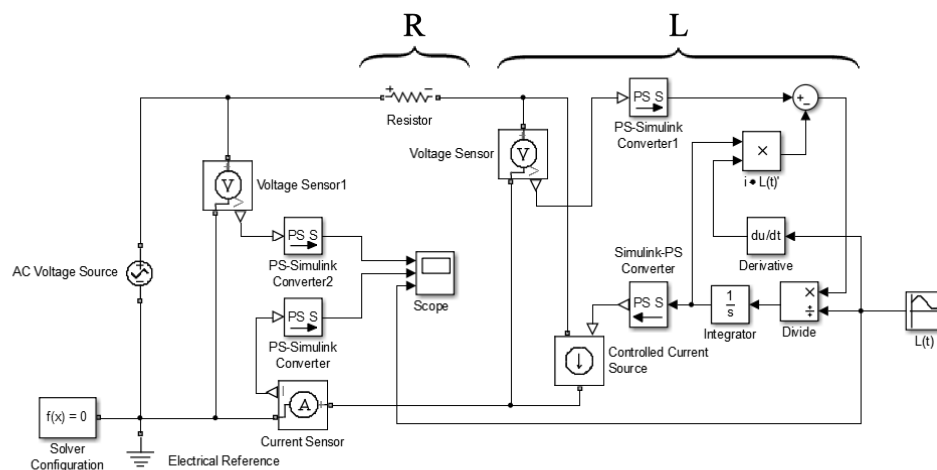 R
L
+
−
Resistor
PS S
PS-Simulink
Converter1
+
−
V
Voltage Sensor1
Voltage Sensor
V
×
i • L(t)'
PS S
PS-Simulink
Converter2
Scope
Simulink-PS
Converter
du/dt
Derivative
AC Voltage Source
PS S
PS-Simulink
Converter
PS S
1
s
Integrator
×
÷
Divide
L(t)
Controlled Current
Source
f(x) = 0
Solver
Configuration
I
A
+
Current Sensor
Electrical Reference